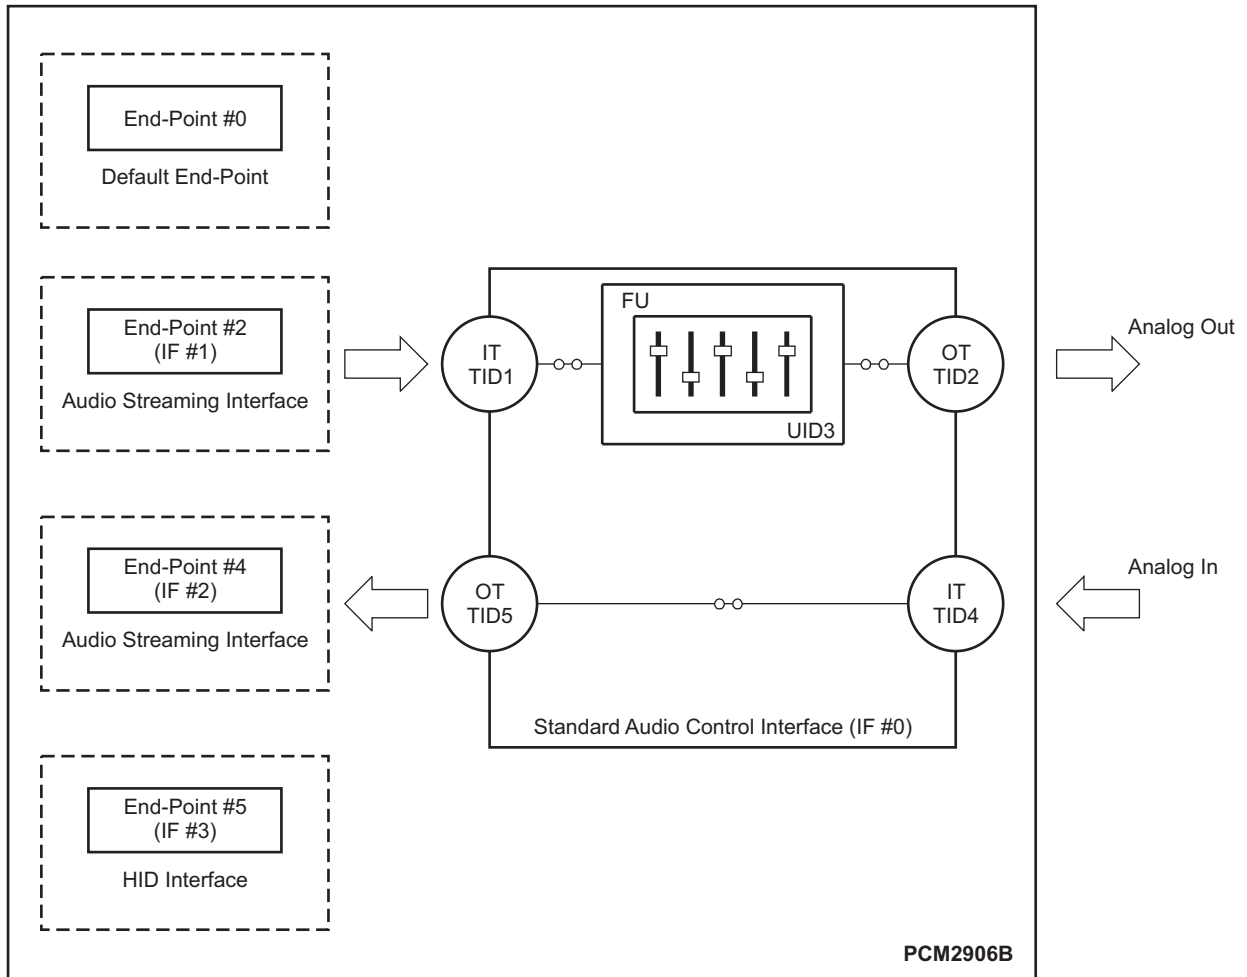 End-Point #0
Default End-Point
End-Point #2
(IF #1)
Audio Streaming Interface
IT
TID1
FU
UID3
OT
TID2
Analog Out
End-Point #4
(IF #2)
Audio Streaming Interface
OT
TID5
IT
TID4
Analog In
Standard Audio Control Interface (IF #0)
End-Point #5
(IF #3)
HID Interface
PCM2906B